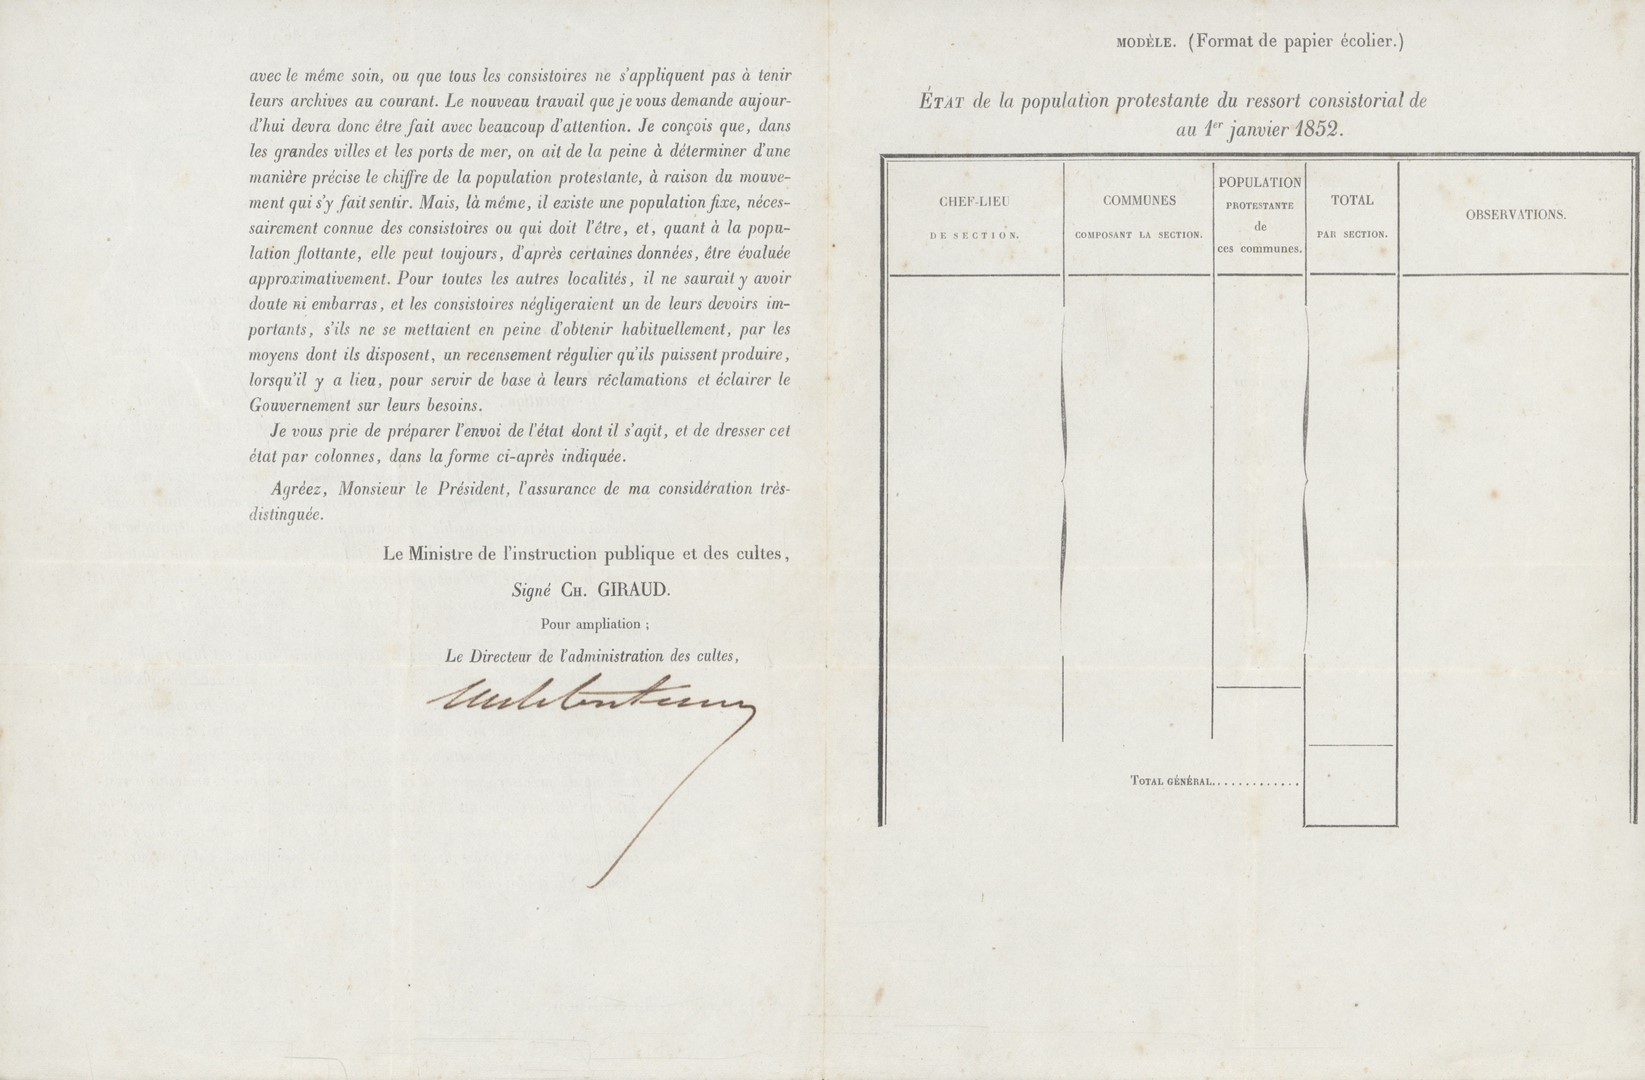 avec le même soin, ou que tous les consistoires ne s'appliquent pas à tenir
leurs archives au courant. Le nouveau travail que je vous demande aujour-
d'hui devra donc être fait avec beaucoup d'attention. Je conçois que, dans
les grandes villes et les ports de mer, on ait de la peine à déterminer d'une
manière précise le chiffre de la population protestante, à raison du mouve-
ment qui s'y fait sentir. Mais, là même, il existe une population fixe, néces-
sairement connue des consistoires ou qui doit l'être, et, quant à la popu-
lation flottante, elle peut toujours, d'après certaines données, être évaluée
approximativement. Pour toutes les autres localités, il ne saurait y avoir
doute ni embarras, et les consistoires négligeraient un de leurs devoirs im-
portants, s'ils ne se mettaient en peine d'obtenir habituellement, par les
moyens dont ils disposent, un recensement régulier qu'ils puissent produire,
lorsqu'il y a lieu, pour servir de base à leurs réclamations et éclairer le
Gouvernement sur leurs besoins.
Je vous prie de préparer l'envoi de l'état dont il s'agit, et de dresser cet
état par colonnes, dans la forme ci-après indiquée.
Agréez, Monsieur le Président, l'assurance de ma considération très-
distinguée.
Le Ministre de l'instruction publique et des cultes,
Signé CH. GIRAUD.
Pour ampliation ;
Le Directeur de l'administration des cultes,
MODÈLE. (Format de papier écolier.)
ÉTAT de la population protestante du ressort consistorial de
au 1er janvier 1852.
CHEF-LIEU
DE SECTION.
COMMUNES
COMPOSANT LA SECTION.
POPULATION
PROTESTANTE
de
ces communes.
TOTAL
PAR SECTION.
OBSERVATIONS.
TOTAL GÉNÉRAL............